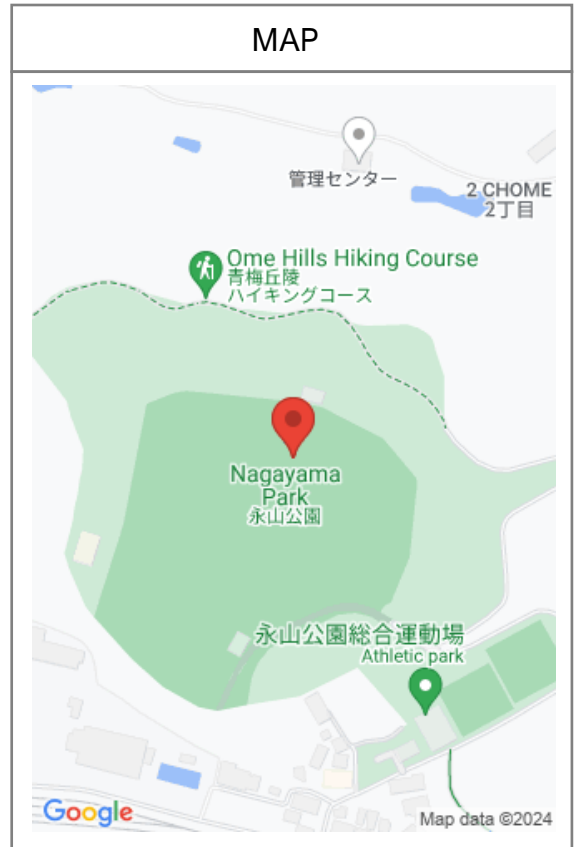 MAP
管理センター
2 CHOME
2丁目
Ome Hills Hiking Course
青梅丘陵
ハイキングコース
Nagayama
Park
永山公園
永山公園総合運動場
Athletic park
Google
Map data ©2024